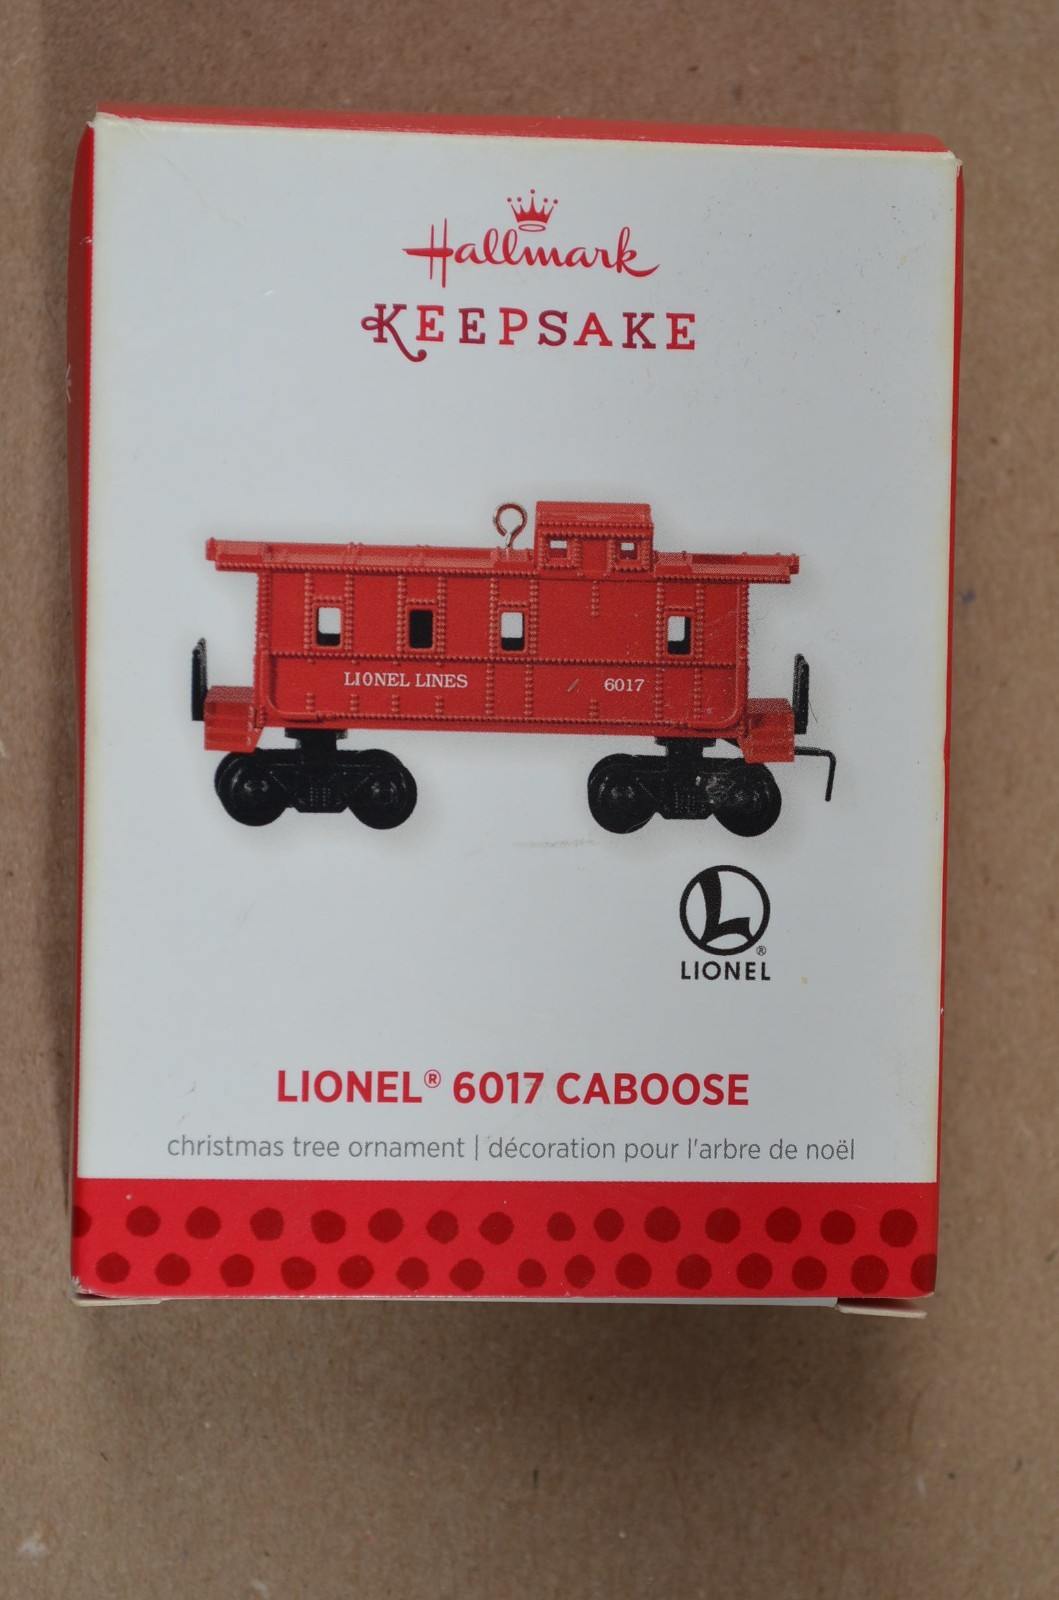 Hallmark
KEEPSAKE
LIONEL LINES 6017
L ®
LIONEL
LIONEL® 6017 CABOOSE
christmas tree ornament | décoration pour l'arbre de noël